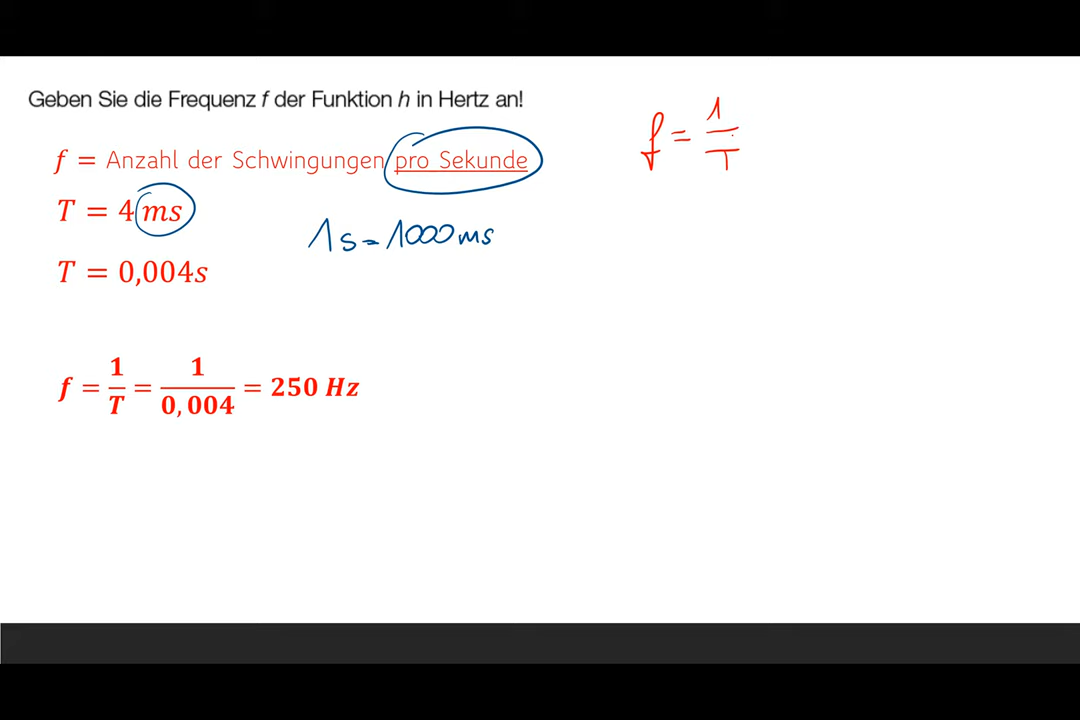 Geben Sie die Frequenz f der Funktion h in Hertz an!
f = 1/T
f = Anzahl der Schwingungen pro Sekunde
T = 4 ms
1 s = 1000 ms
T = 0,004s
f = 1/T = 1/0,004 = 250 Hz